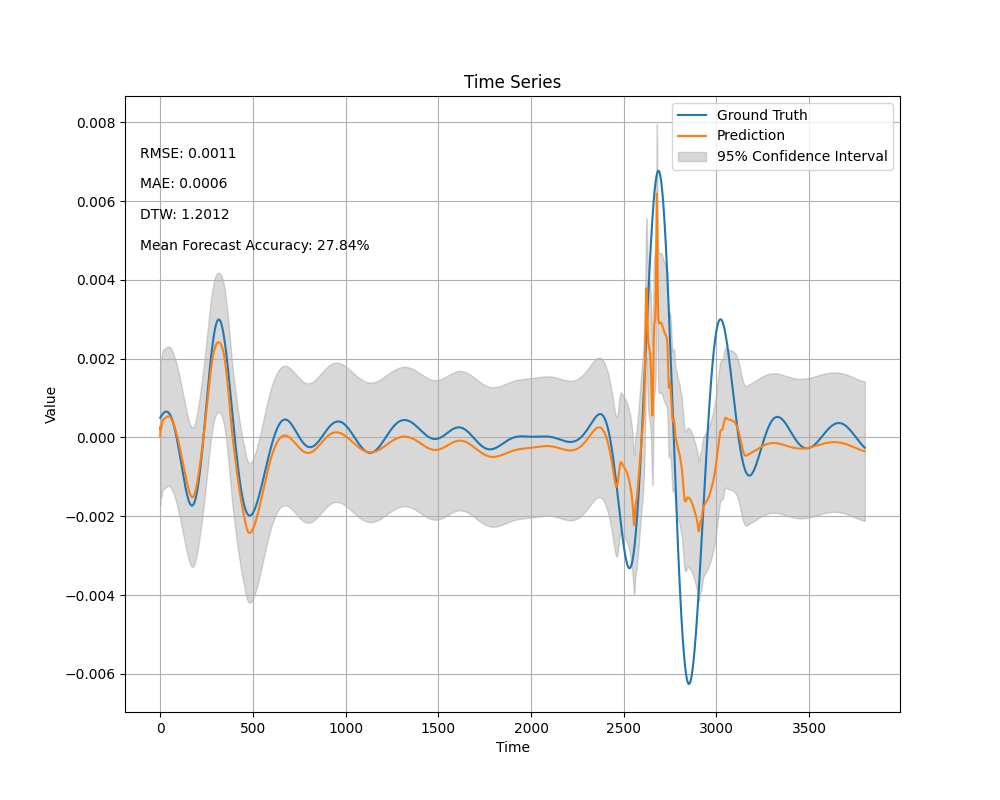 Time Series
0.008
0.006
0.004
0.002
0.000
−0.002
−0.004
−0.006
Value
RMSE: 0.0011
MAE: 0.0006
DTW: 1.2012
Mean Forecast Accuracy: 27.84%
Ground Truth
Prediction
95% Confidence Interval
0 500 1000 1500 2000 2500 3000 3500
Time